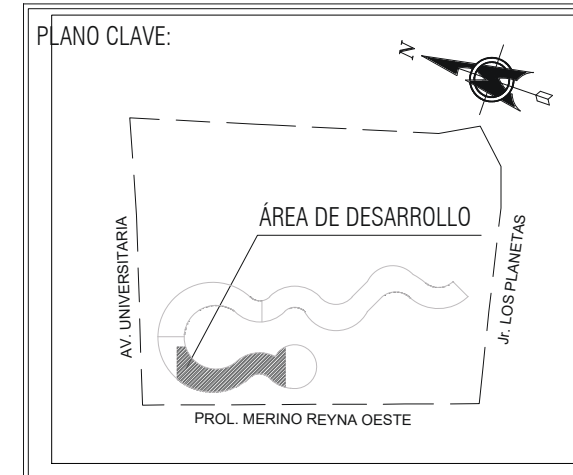 PLANO CLAVE:
N
ÁREA DE DESARROLLO
AV. UNIVERSITARIA
Jr. LOS PLANETAS
PROL. MERINO REYNA OESTE